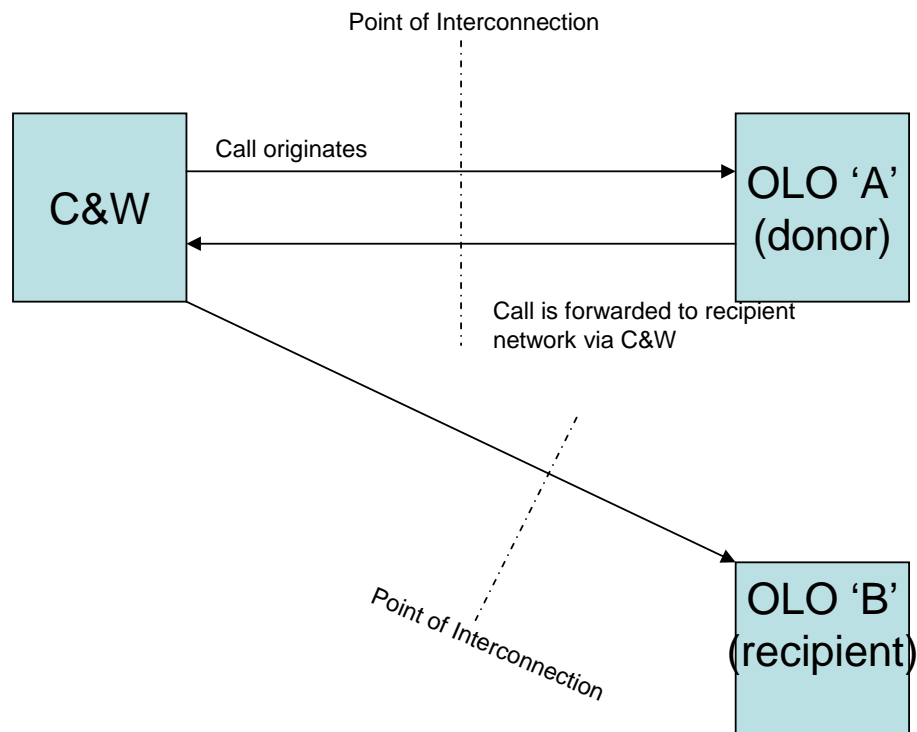 Point of Interconnection
Call originates
C&W
OLO ‘A’
(donor)
Call is forwarded to recipient
network via C&W
Point of Interconnection
OLO ‘B’
(recipient)